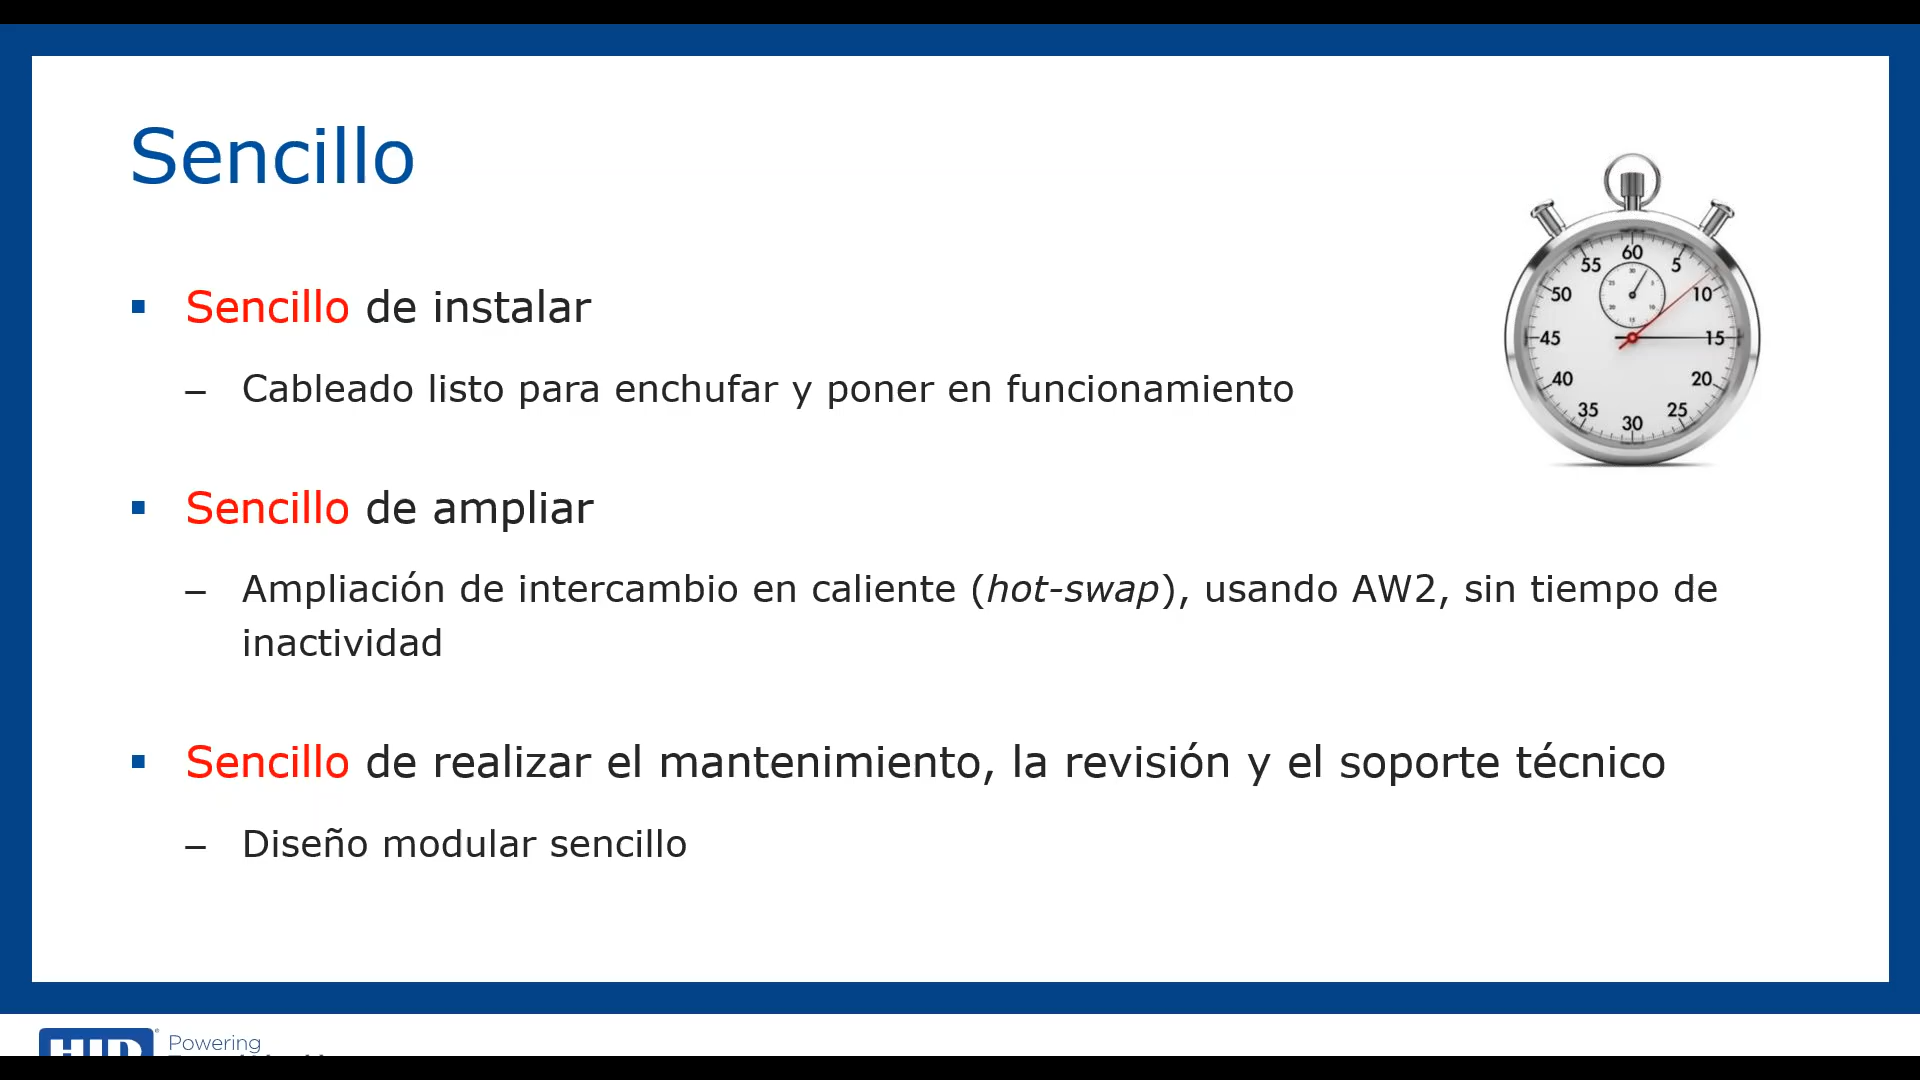 Sencillo
▪ Sencillo de instalar
– Cableado listo para enchufar y poner en funcionamiento
▪ Sencillo de ampliar
– Ampliación de intercambio en caliente (hot-swap), usando AW2, sin tiempo de
inactividad
▪ Sencillo de realizar el mantenimiento, la revisión y el soporte técnico
– Diseño modular sencillo
60
55 5
50 10
45 15
40 20
35 25
30
HID® Powering